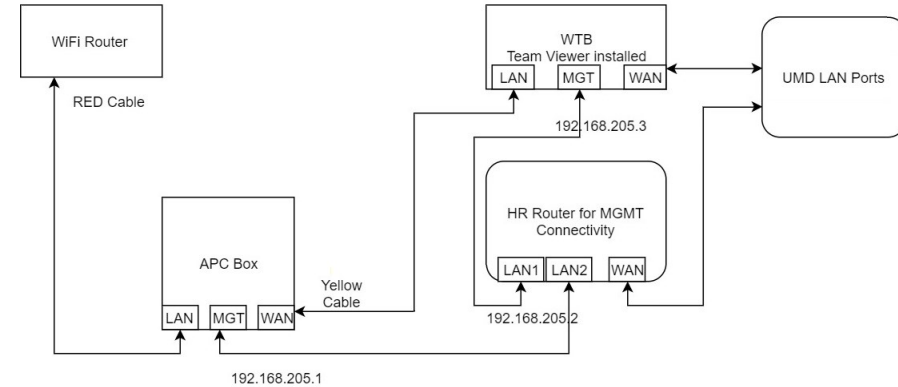 WiFi Router
RED Cable
WTB
Team Viewer installed
LAN
MGT
WAN
UMD LAN Ports
192.168.205.3
HR Router for MGMT
Connectivity
LAN1
LAN2
WAN
192.168.205.2
APC Box
Yellow
Cable
LAN
MGT
WAN
192.168.205.1